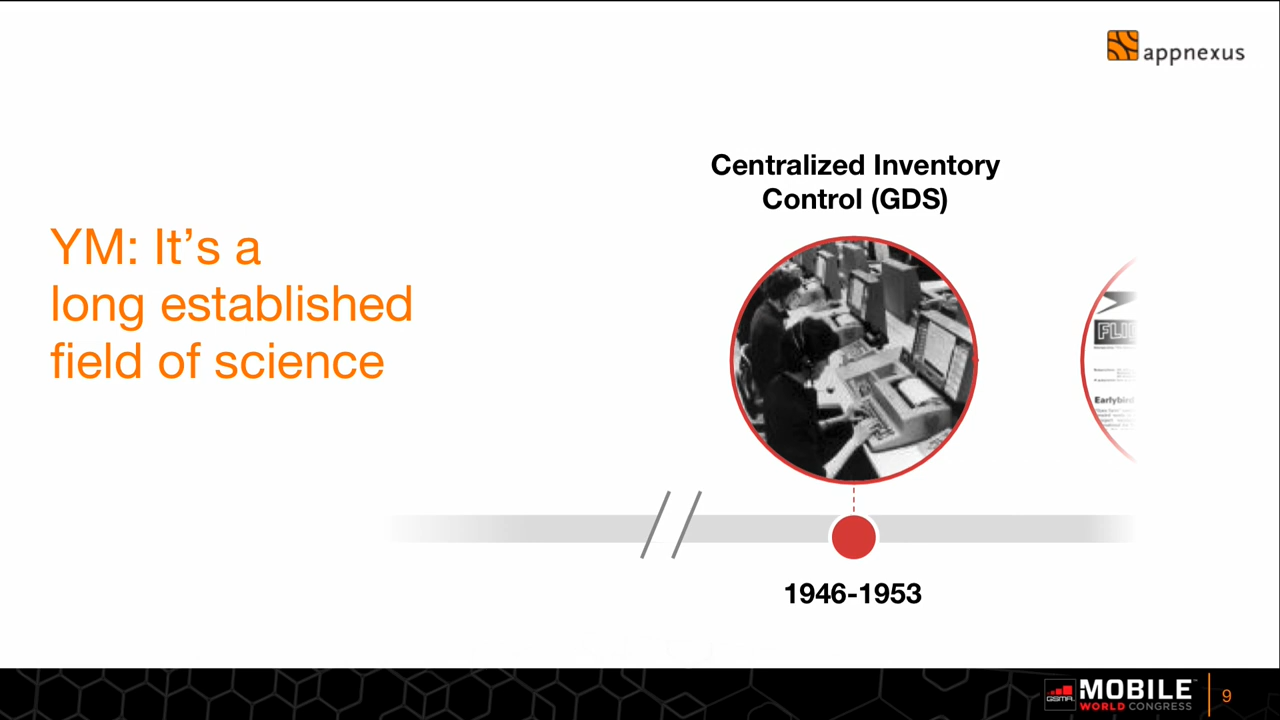 appnexus
Centralized Inventory
Control (GDS)
YM: It's a
long established
field of science
Earlybird
1946-1953
GSMA
MOBILE
WORLD CONGRESS
9